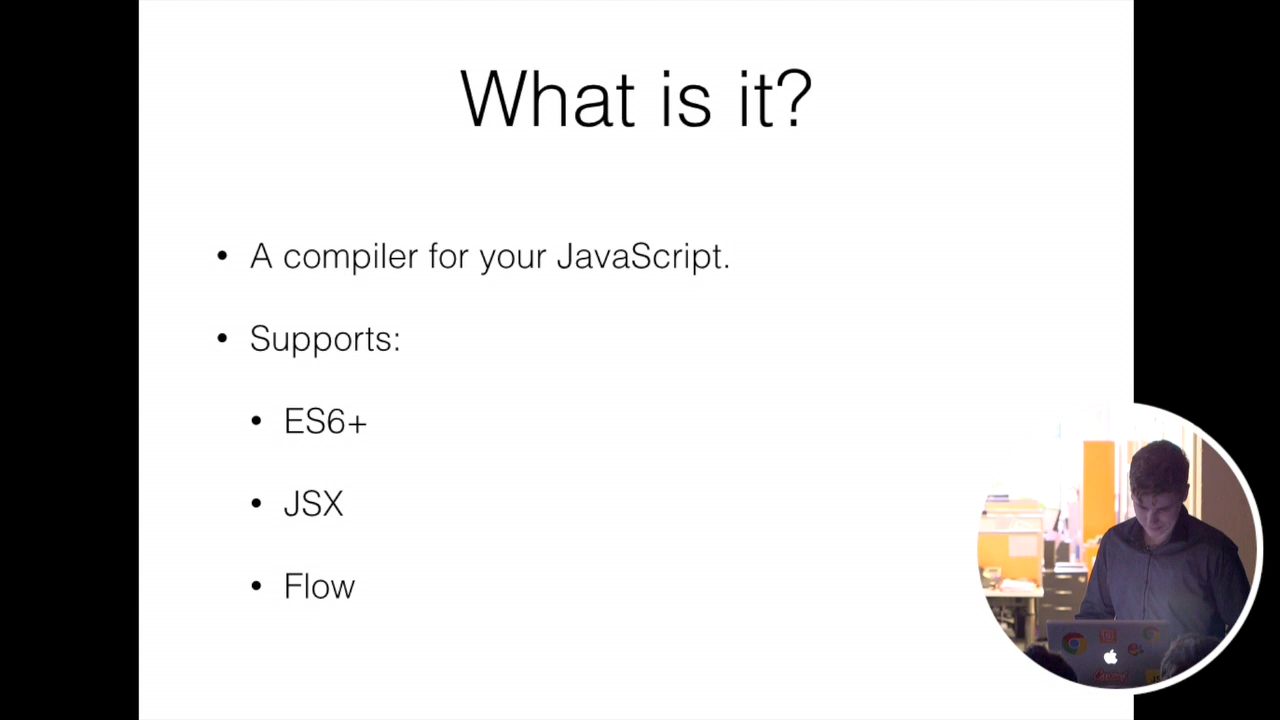 What is it?
• A compiler for your JavaScript.
• Supports:
• ES6+
• JSX
• Flow